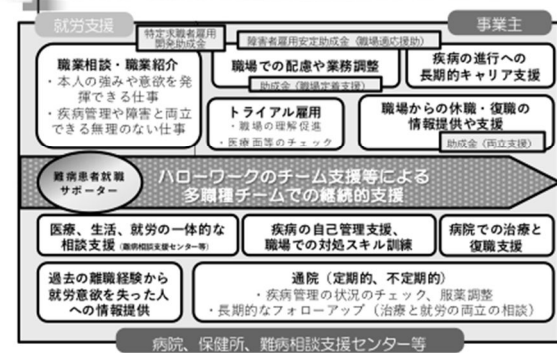 就労支援
事業主
特定求職者雇用
開発助成金
障害者雇用安定助成金(職場適応援助)
職業相談・職業紹介
・本人の強みや意欲を発
揮できる仕事
・疾病管理や障害と両立
できる無理のない仕事
職場での配慮や業務調整
助成金(職場定着支援)
疾病の進行への
長期的キャリア支援
トライアル雇用
・職場の理解促進
・医療面等のチェック
職場からの休職・復職の
情報提供や支援
助成金(両立支援)
難病患者就職
サポーター
ハローワークのチーム支援等による
多職種チームでの継続的支援
医療、生活、就労の一体的な
相談支援(難病相談支援センター等)
疾病の自己管理支援、
職場での対処スキル訓練
病院での治療と
復職支援
過去の離職経験から
就労意欲を失った人
への情報提供
通院(定期的、不定期的)
・疾病管理の状況のチェック、服薬調整
・長期的なフォローアップ(治療と就労の両立の相談)
病院、保健所、難病相談支援センター等